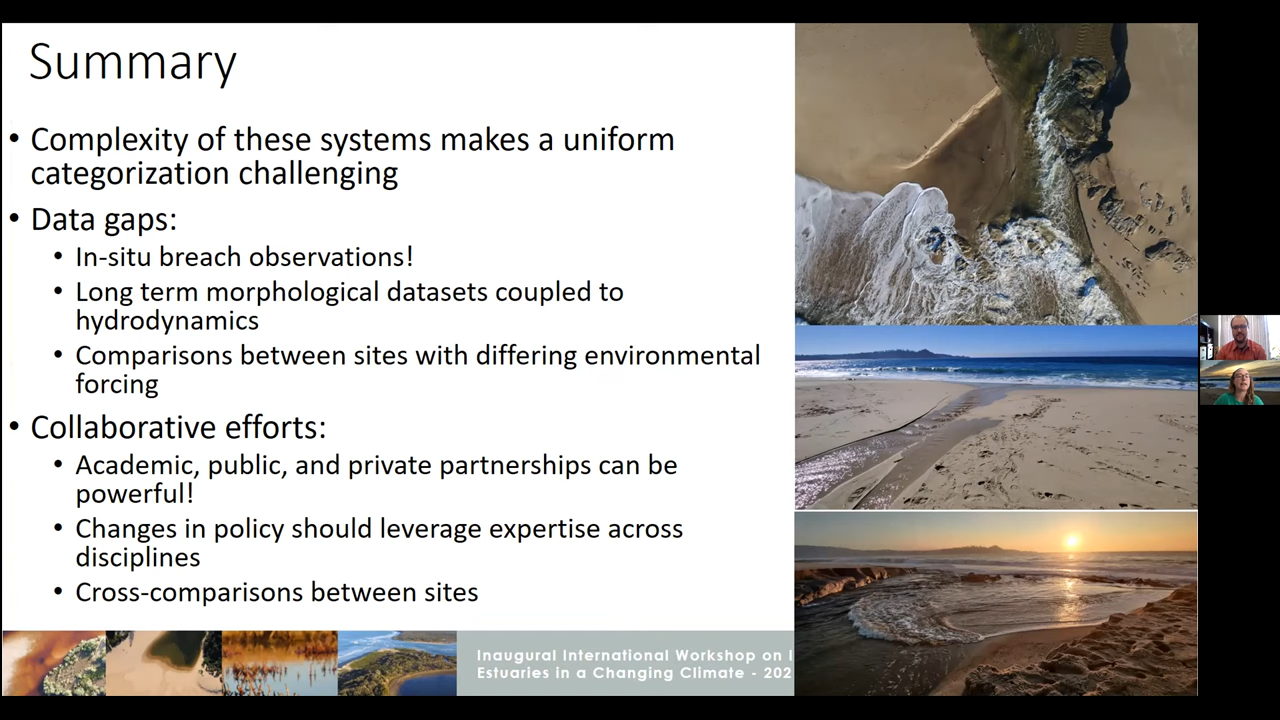 Summary
• Complexity of these systems makes a uniform
categorization challenging
• Data gaps:
• In-situ breach observations!
• Long term morphological datasets coupled to
hydrodynamics
• Comparisons between sites with differing environmental
forcing
• Collaborative efforts:
• Academic, public, and private partnerships can be
powerful!
• Changes in policy should leverage expertise across
disciplines
• Cross-comparisons between sites
Inaugural International Workshop on I
Estuaries in a Changing Climate - 202